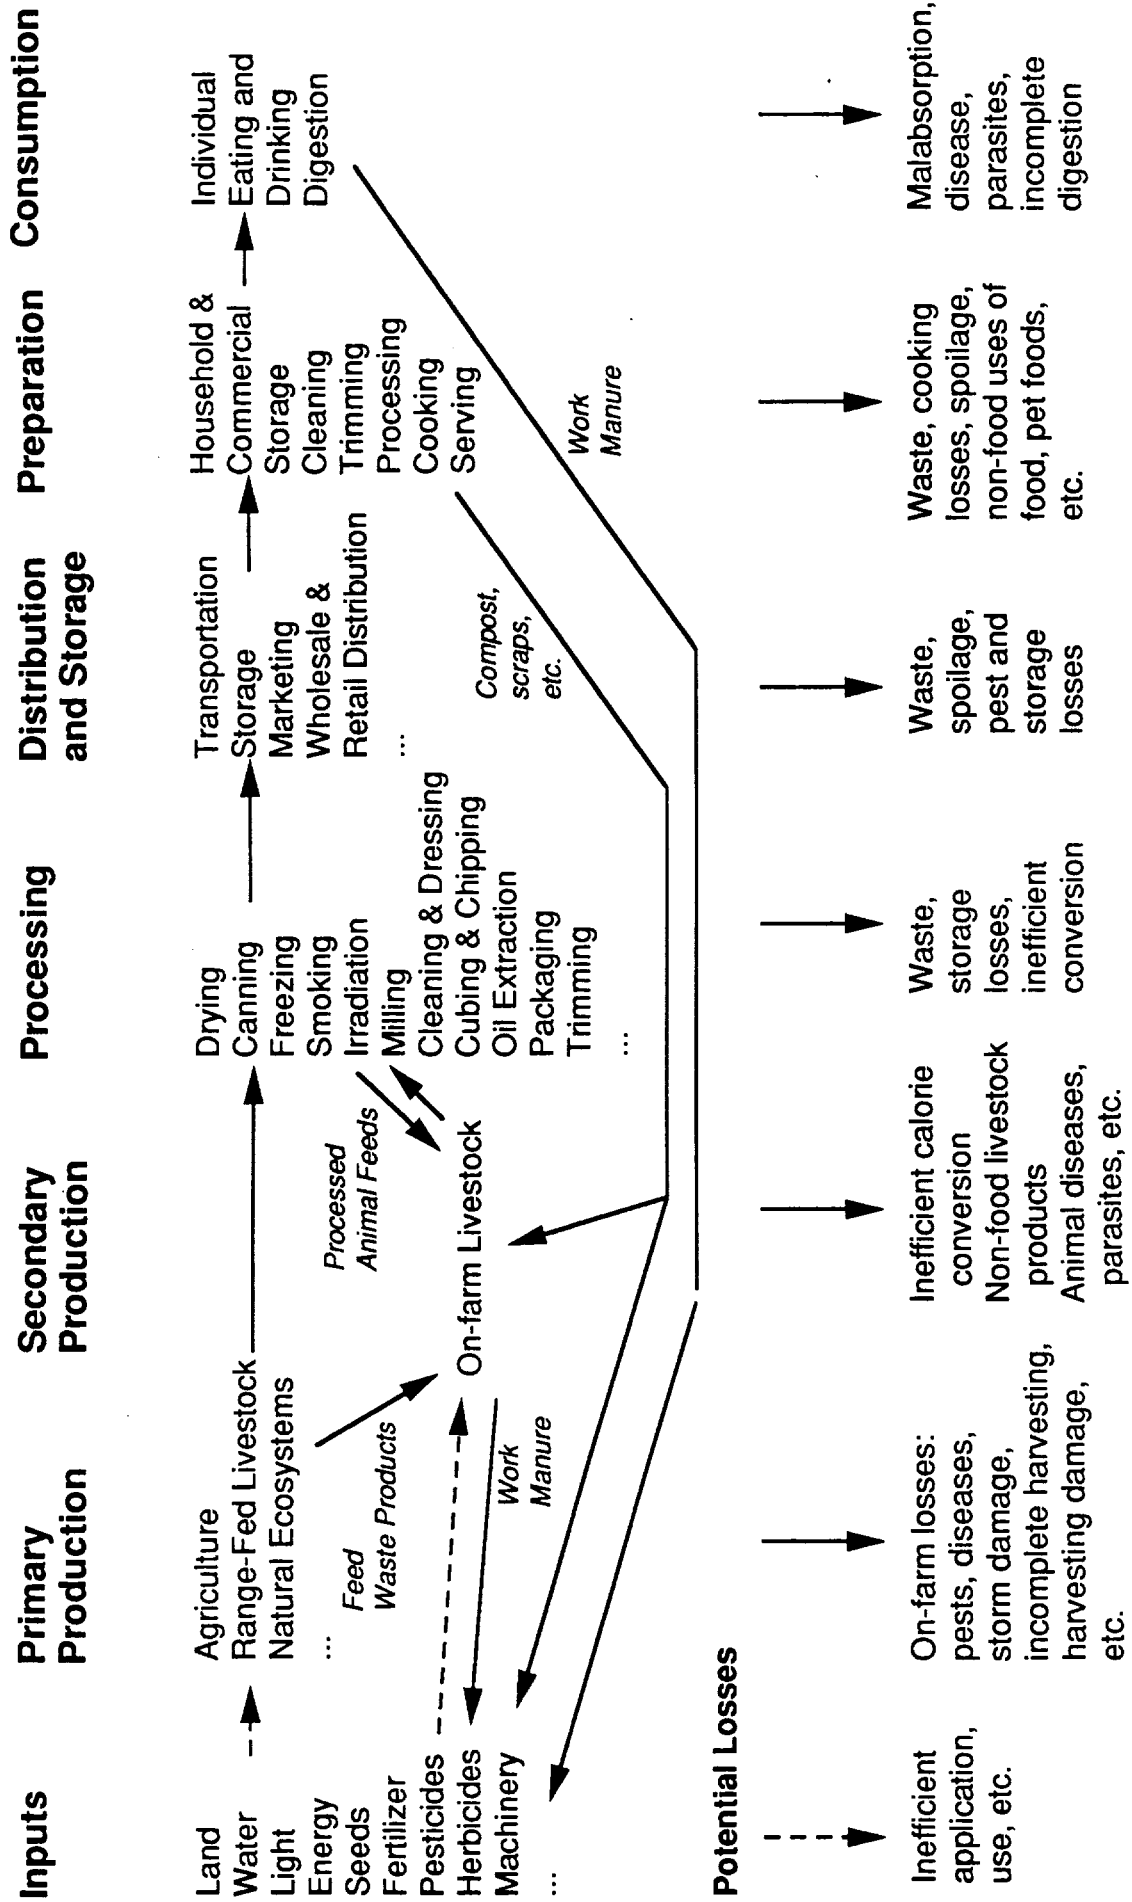 Inputs
Primary
Production
Secondary
Production
Processing
Distribution
and Storage
Preparation
Consumption
Land
Water
Light
Energy
Seeds
Fertilizer
Pesticides
Herbicides
Machinery
...
Agriculture
Range-Fed Livestock
Natural Ecosystems
...
Feed
Waste Products
Work
Manure
On-farm Livestock
Processed
Animal Feeds
Drying
Canning
Freezing
Smoking
Irradiation
Milling
Cleaning & Dressing
Cubing & Chipping
Oil Extraction
Packaging
Trimming
...
Transportation
Storage
Marketing
Wholesale &
Retail Distribution
...
Compost,
scraps,
etc.
Household &
Commercial
Storage
Cleaning
Trimming
Processing
Cooking
Serving
Work
Manure
Individual
Eating and
Drinking
Digestion
Potential Losses
Inefficient
application,
use, etc.
On-farm losses:
pests, diseases,
storm damage,
incomplete harvesting,
harvesting damage,
etc.
Inefficient calorie
conversion
Non-food livestock
products
Animal diseases,
parasites, etc.
Waste,
storage
losses,
inefficient
conversion
Waste,
spoilage,
pest and
storage
losses
Waste, cooking
losses, spoilage,
non-food uses of
food, pet foods,
etc.
Malabsorption,
disease,
parasites,
incomplete
digestion